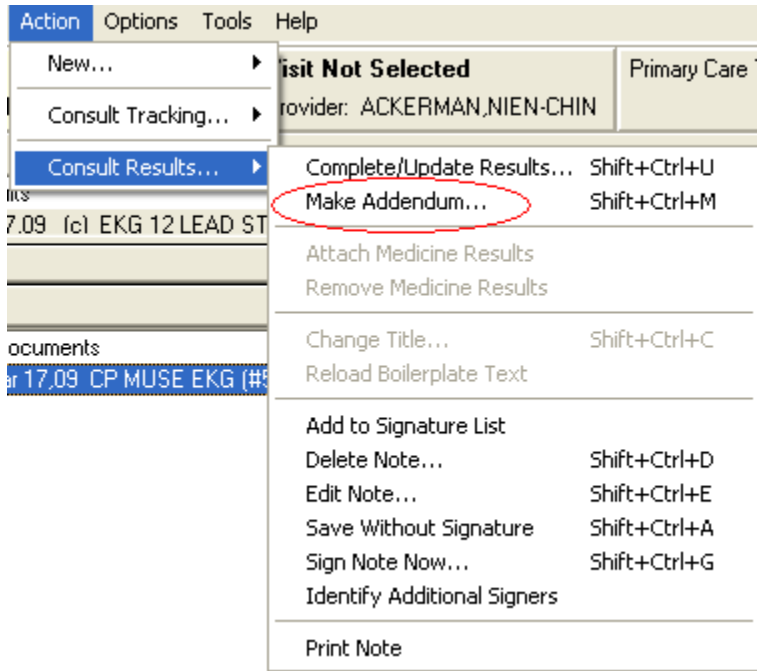 Action Options Tools Help
New...
isit Not Selected
Primary Care
Consult Tracking...
rovider: ACKERMAN,NIEN-CHIN
Consult Results...
Complete/Update Results... Shift+Ctrl+U
Make Addendum... Shift+Ctrl+M
7.09 (c) EKG 12 LEAD ST
Attach Medicine Results
Remove Medicine Results
Change Title... Shift+Ctrl+C
ocuments
Reload Boilerplate Text
ar 17,09 CP MUSE EKG (#5
Add to Signature List
Delete Note... Shift+Ctrl+D
Edit Note... Shift+Ctrl+E
Save Without Signature Shift+Ctrl+A
Sign Note Now... Shift+Ctrl+G
Identify Additional Signers
Print Note